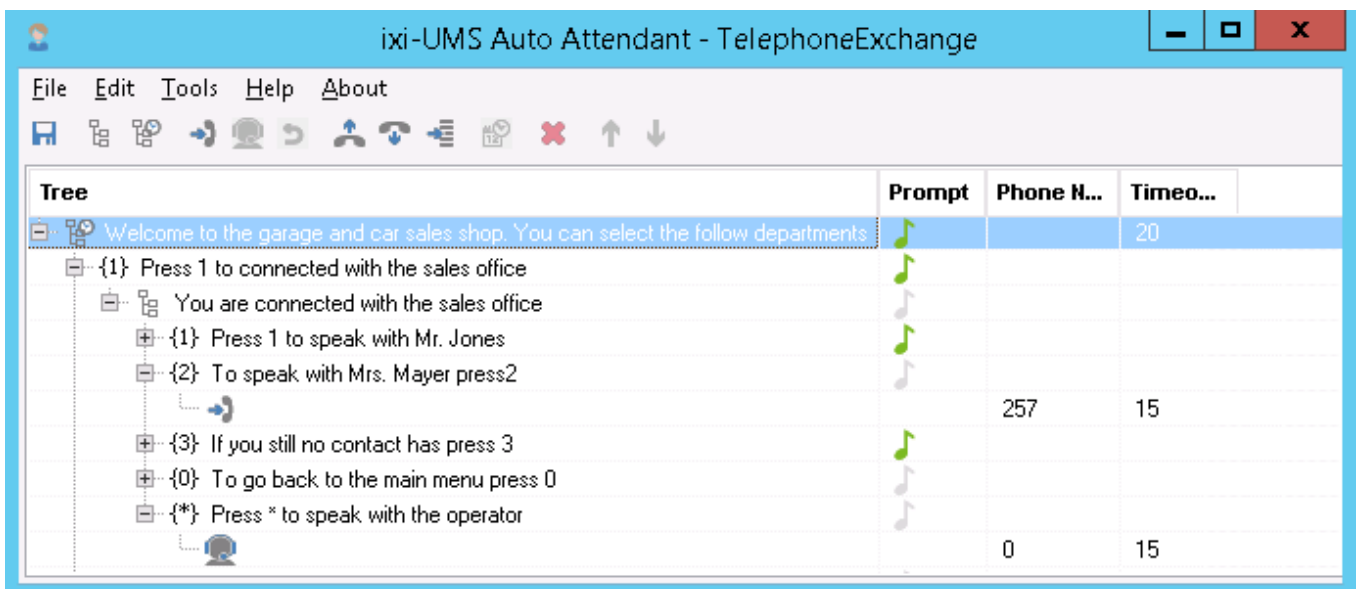 ixi-UMS Auto Attendant - TelephoneExchange
File Edit Tools Help About
Tree Prompt Phone N... Timeo...
Welcome to the garage and car sales shop. You can select the follow departments 20
{1} Press 1 to connected with the sales office
You are connected with the sales office
{1} Press 1 to speak with Mr. Jones
{2} To speak with Mrs. Mayer press2
257 15
{3} If you still no contact has press 3
{0} To go back to the main menu press 0
{*} Press * to speak with the operator
0 15